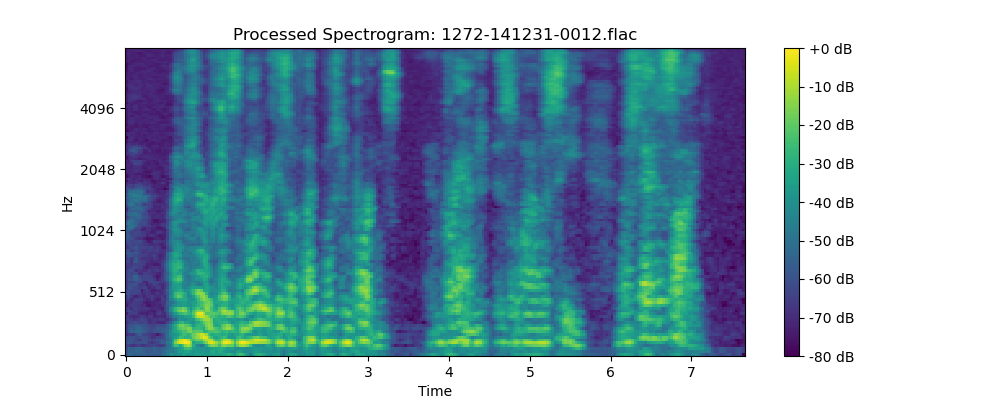 Processed Spectrogram: 1272-141231-0012.flac
Hz
4096
2048
1024
512
0
0 1 2 3 4 5 6 7
Time
+0 dB
-10 dB
-20 dB
-30 dB
-40 dB
-50 dB
-60 dB
-70 dB
-80 dB